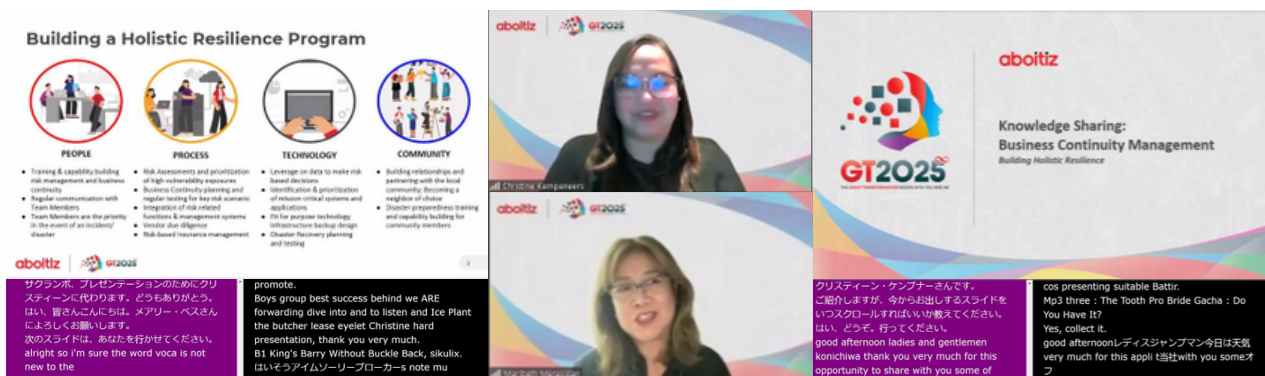 Building a Holistic Resilience Program
PEOPLE
● Training & capability building
risk management and business
continuity
● Regular communication with
Team Members
● Team Members are the priority
in the event of an incident/
disaster
PROCESS
● Risk Assessments and prioritization
of high vulnerability exposures
● Business Continuity planning and
regular testing for key risk scenario
● Integration of risk related
functions & management systems
● Vendor due diligence
● Risk-based Insurance management
TECHNOLOGY
● Leverage on data to make risk
based decisions
● Identification & prioritization
of mission critical systems and
applications
● Fit for purpose technology
infrastructure backup design
● Disaster Recovery planning
and testing
COMMUNITY
● Building relationships and
partnering with the local
community; Becoming a
neighbor of choice
● Disaster preparedness training
and capability building for
community members
aboitiz GT2025
サクランボ、プレゼンテーションのためにクリ
スティーンに代わります。どうもありがとう。
はい、皆さんこんにちは。メアリー・ベスさん
によろしくお願いします。
次のスライドは、あなたを行かせてください。
alright so i'm sure the word voca is not
new to the
promote.
Boys group best success behind we ARE
forwarding dive into and to listen and Ice Plant
the butcher lease eyelet Christine hard
presentation, thank you very much.
B1 King's Barry Without Buckle Back, sikulix.
はいそうアイムソーリーブローカーs note mu
aboitiz GT2025
Christine Kempeneers
aboitiz GT2025
aboitiz
GT2025
THE GREAT TRANSFORMATION BEGINS WITH YOU AND ME
Knowledge Sharing:
Business Continuity Management
Building Holistic Resilience
クリスティーン・ケンプナーさんです。
ご紹介しますが、今からお出しするスライドを
いつスクロールすればいいか教えてください。
はい、どうぞ。行ってください。
good afternoon ladies and gentlemen
konichiwa thank you very much for this
opportunity to share with you some of
cos presenting suitable Battir.
Mp3 three : The Tooth Pro Bride Gacha : Do
You Have It?
Yes, collect it.
good afternoonレディスジャンプマン今日は天気
very much for this appli t当社with you someオ
フ